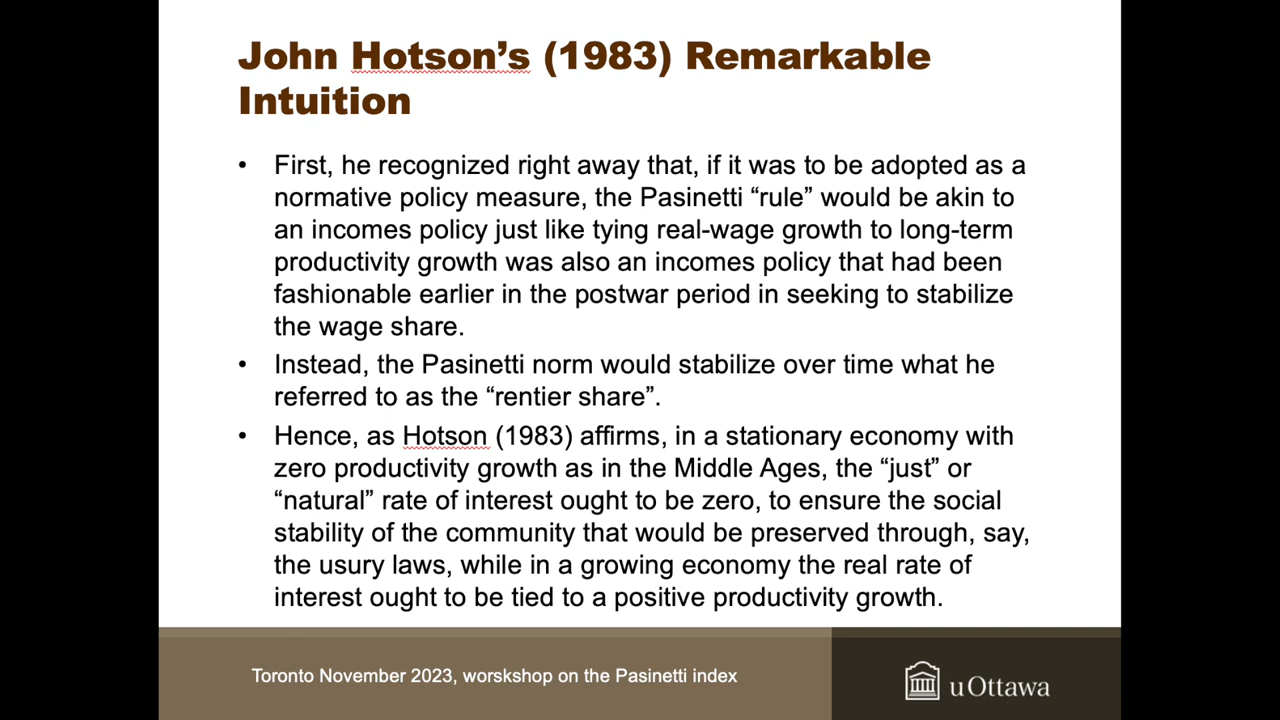 John Hotson’s (1983) Remarkable
Intuition
• First, he recognized right away that, if it was to be adopted as a
normative policy measure, the Pasinetti “rule” would be akin to
an incomes policy just like tying real-wage growth to long-term
productivity growth was also an incomes policy that had been
fashionable earlier in the postwar period in seeking to stabilize
the wage share.
• Instead, the Pasinetti norm would stabilize over time what he
referred to as the “rentier share”.
• Hence, as Hotson (1983) affirms, in a stationary economy with
zero productivity growth as in the Middle Ages, the “just” or
“natural” rate of interest ought to be zero, to ensure the social
stability of the community that would be preserved through, say,
the usury laws, while in a growing economy the real rate of
interest ought to be tied to a positive productivity growth.
Toronto November 2023, worskshop on the Pasinetti index
uOttawa